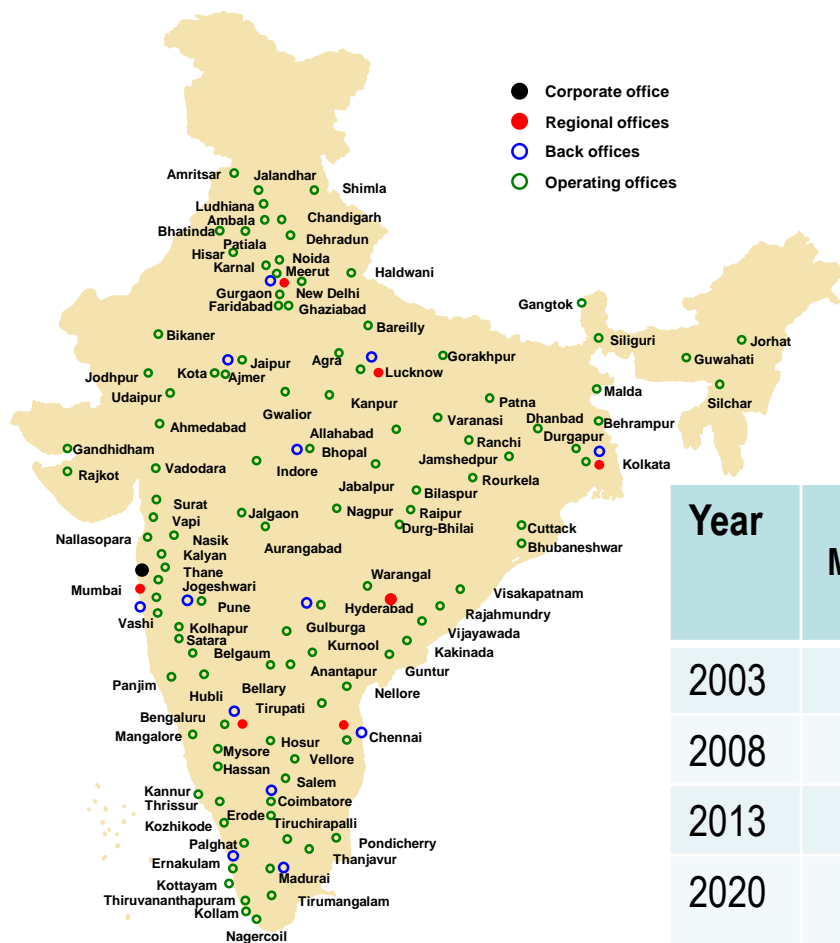 Corporate office
Regional offices
Back offices
Operating offices
Amritsar
Jalandhar
Shimla
Ludhiana
Ambala
Chandigarh
Bhatinda
Patiala
Dehradun
Hisar
Noida
Karnal
Meerut
Haldwani
Gurgaon
New Delhi
Faridabad
Ghaziabad
Gangtok
Bareilly
Bikaner
Siliguri
Jorhat
Agra
Gorakhpur
Guwahati
Jaipur
Jodhpur
Kota
Ajmer
Lucknow
Silchar
Udaipur
Malda
Gwalior
Kanpur
Patna
Varanasi
Dhanbad
Behrampur
Ahmedabad
Allahabad
Durgapur
Ranchi
Gandhidham
Bhopal
Jamshedpur
Kolkata
Rajkot
Vadodara
Indore
Rourkela
Jabalpur
Bilaspur
Surat
Jalgaon
Nagpur
Raipur
Vapi
Durg-Bhilai
Cuttack
Nallasopara
Nasik
Aurangabad
Bhubaneshwar
Kalyan
Thane
Warangal
Jogeshwari
Mumbai
Visakapatnam
Pune
Hyderabad
Rajahmundry
Vashi
Kolhapur
Gulburga
Vijayawada
Satara
Kurnool
Kakinada
Belgaum
Anantapur
Guntur
Panjim
Hubli
Bellary
Nellore
Tirupati
Bengaluru
Mangalore
Hosur
Chennai
Mysore
Vellore
Hassan
Salem
Kannur
Coimbatore
Thrissur
Erode
Kozhikode
Tiruchirapalli
Palghat
Pondicherry
Ernakulam
Thanjavur
Kottayam
Madurai
Thiruvananthapuram
Tirumangalam
Kollam
Nagercoil
Year
M
2003
2008
2013
2020